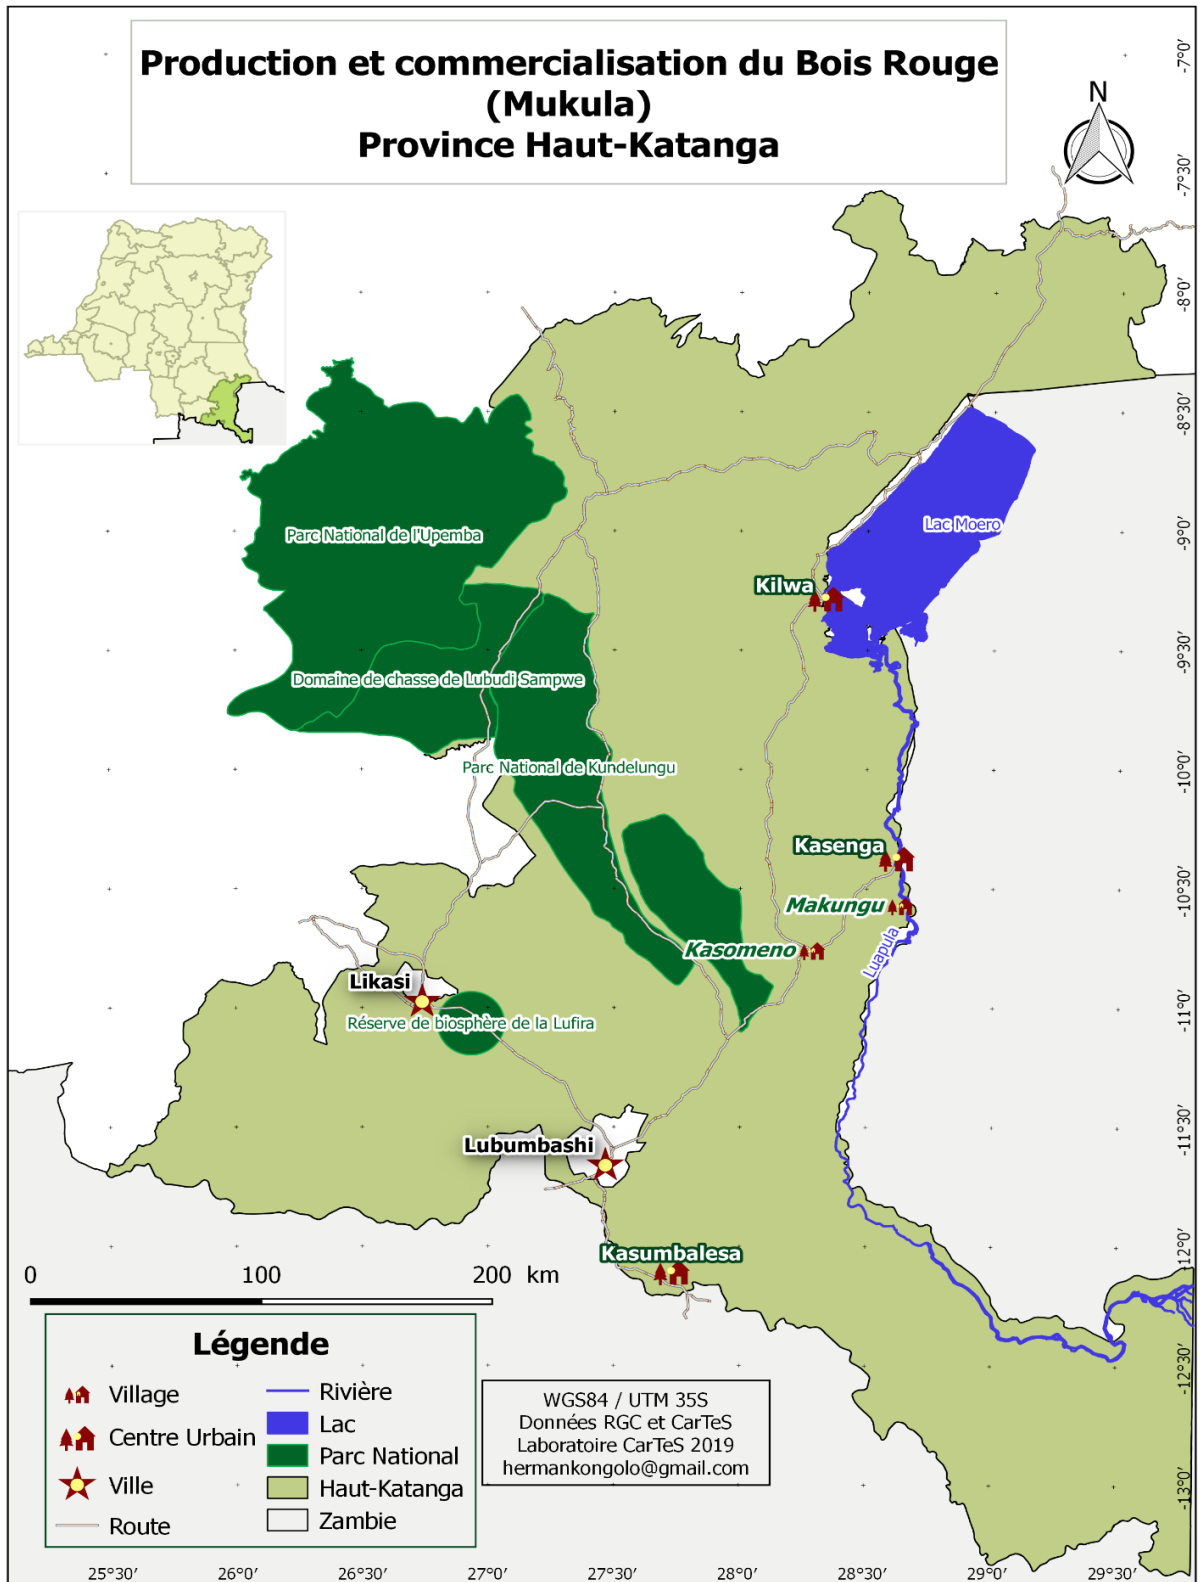 Production et commercialisation du Bois Rouge
(Mukula)
Province Haut-Katanga
N
-7°0'
-7°30'
-8°0'
-8°30'
-9°0'
-9°30'
-10°0'
-10°30'
-11°0'
-11°30'
-12°0'
-12°30'
-13°0'
Parc National de l'Upemba
Lac Moero
Kilwa
Domaine de chasse de Lubudi Sampwe
Parc National de Kundelungu
Kasenga
Makungu
Kasomeno
Luapula
Likasi
Réserve de biosphère de la Lufira
Lubumbashi
Kasumbalesa
0 100 200 km
Légende
Village
Centre Urbain
Ville
Route
Rivière
Lac
Parc National
Haut-Katanga
Zambie
WGS84 / UTM 35S
Données RGC et CarTeS
Laboratoire CarTeS 2019
hermankongolo@gmail.com
25°30' 26°0' 26°30' 27°0' 27°30' 28°0' 28°30' 29°0' 29°30'